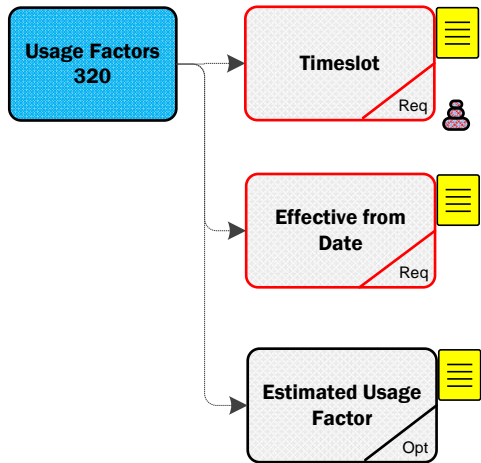 Usage Factors
320
Timeslot
Req
Effective from
Date
Req
Estimated Usage
Factor
Opt